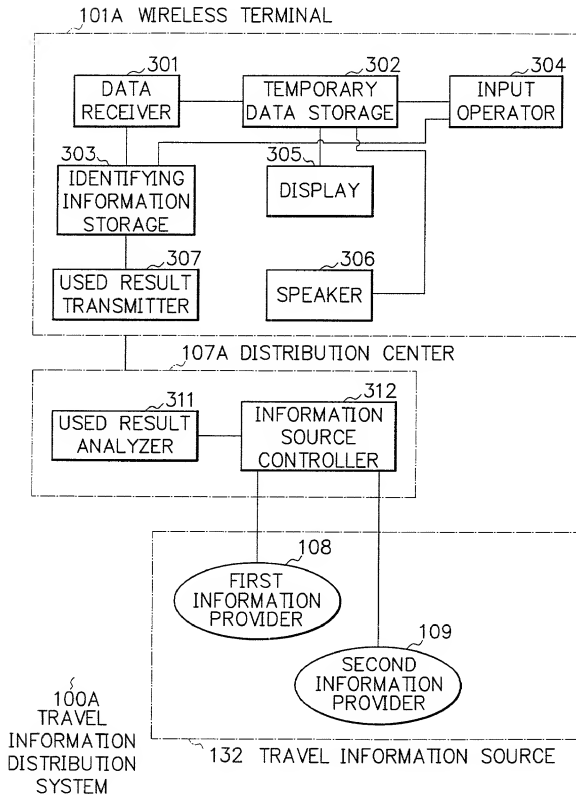 101A WIRELESS TERMINAL
301
DATA
RECEIVER
302
TEMPORARY
DATA STORAGE
304
INPUT
OPERATOR
303
IDENTIFYING
INFORMATION
STORAGE
305
DISPLAY
307
USED RESULT
TRANSMITTER
306
SPEAKER
107A DISTRIBUTION CENTER
311
USED RESULT
ANALYZER
312
INFORMATION
SOURCE
CONTROLLER
108
FIRST
INFORMATION
PROVIDER
109
SECOND
INFORMATION
PROVIDER
100A
TRAVEL
INFORMATION
DISTRIBUTION
SYSTEM
132 TRAVEL INFORMATION SOURCE